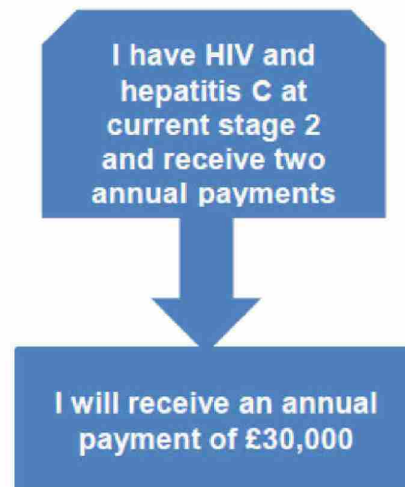 I have HIV and
hepatitis C at
current stage 2
and receive two
annual payments
I will receive an annual
payment of £30,000